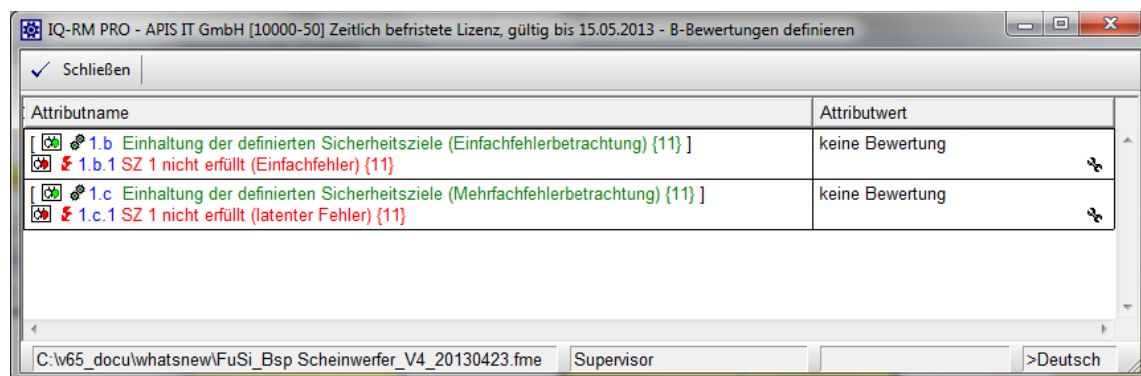 IQ-RM PRO - APIS IT GmbH [10000-50] Zeitlich befristete Lizenz, gültig bis 15.05.2013 - B-Bewertungen definieren
Schließen
Attributname Attributwert
[ 1.b Einhaltung der definierten Sicherheitsziele (Einfachfehlerbetrachtung) {11} ] keine Bewertung
1.b.1 SZ 1 nicht erfüllt (Einfachfehler) {11}
[ 1.c Einhaltung der definierten Sicherheitsziele (Mehrfachfehlerbetrachtung) {11} ] keine Bewertung
1.c.1 SZ 1 nicht erfüllt (latenter Fehler) {11}
C:\v65_docu\whatsnew\FuSi_Bsp Scheinwerfer_V4_20130423.fme Supervisor >Deutsch